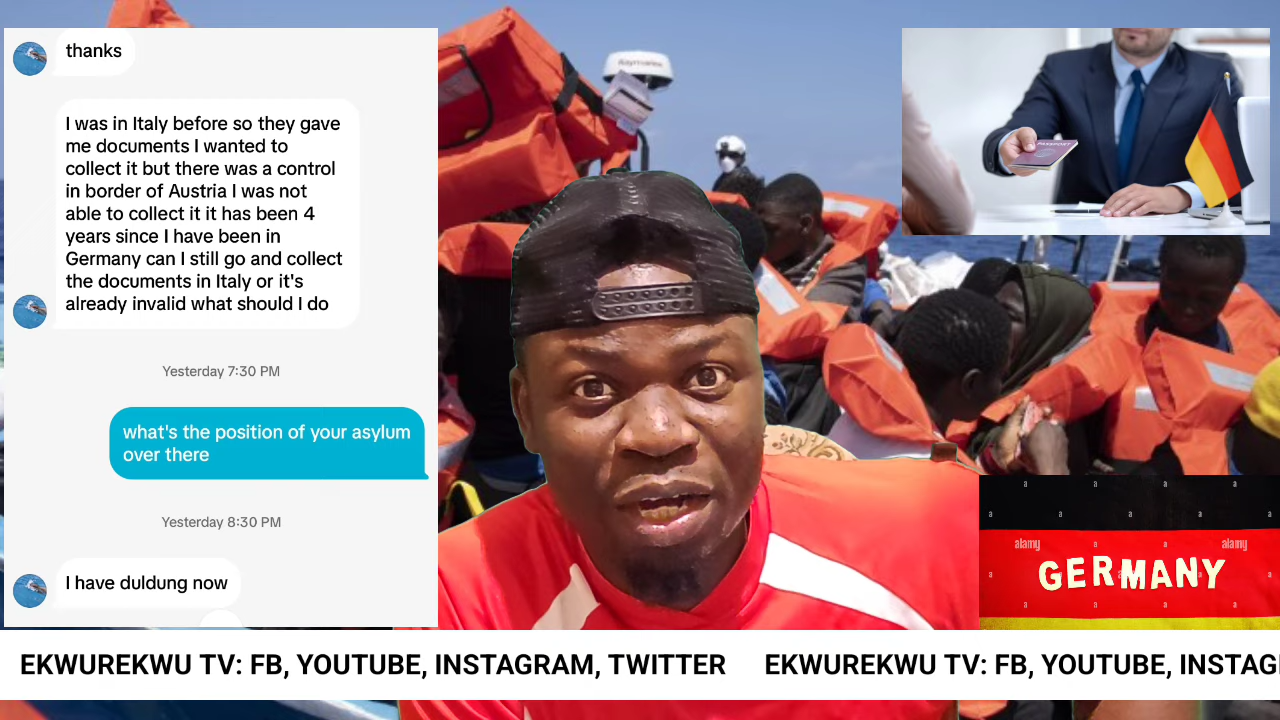 thanks
I was in Italy before so they gave
me documents I wanted to
collect it but there was a control
in border of Austria I was not
able to collect it it has been 4
years since I have been in
Germany can I still go and collect
the documents in Italy or it's
already invalid what should I do
Yesterday 7:30 PM
what's the position of your asylum
over there
Yesterday 8:30 PM
I have duldung now
Raymarine
PASSPORT
a a a
a a a a
alamy a alamy
a a a
GERMANY
a a a
EKWUREKWU TV: FB, YOUTUBE, INSTAGRAM, TWITTER EKWUREKWU TV: FB, YOUTUBE, INSTAG